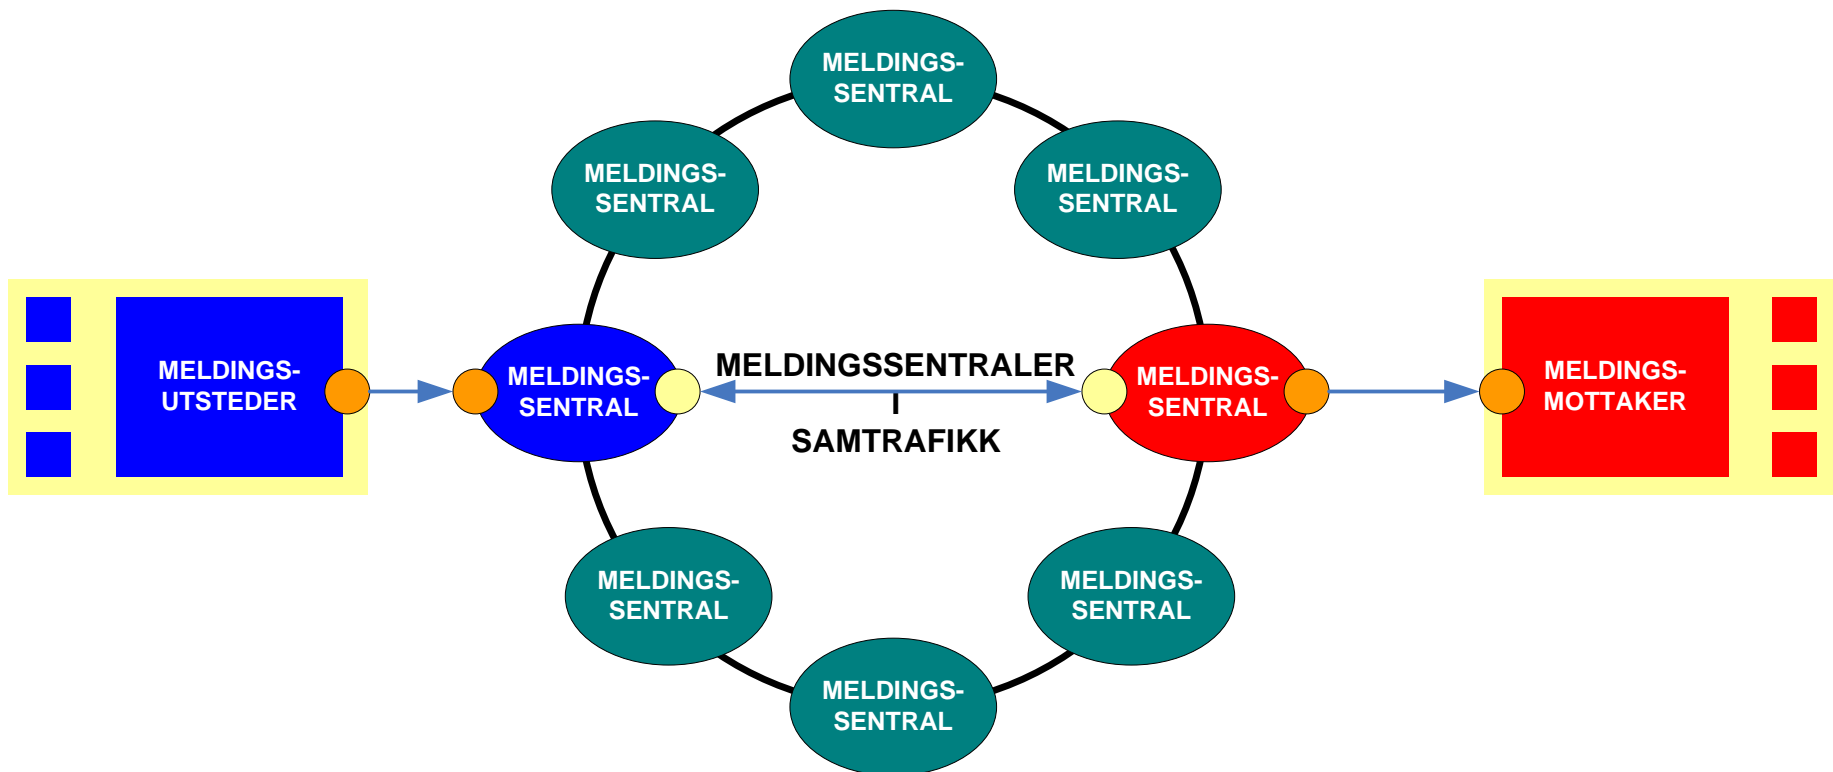 MELDINGS-
SENTRAL
MELDINGS-
SENTRAL
MELDINGS-
SENTRAL
MELDINGS-
UTSTEDER
MELDINGS-
SENTRAL
MELDINGSSENTRALER
-
SAMTRAFIKK
MELDINGS-
SENTRAL
MELDINGS-
MOTTAKER
MELDINGS-
SENTRAL
MELDINGS-
SENTRAL
MELDINGS-
SENTRAL